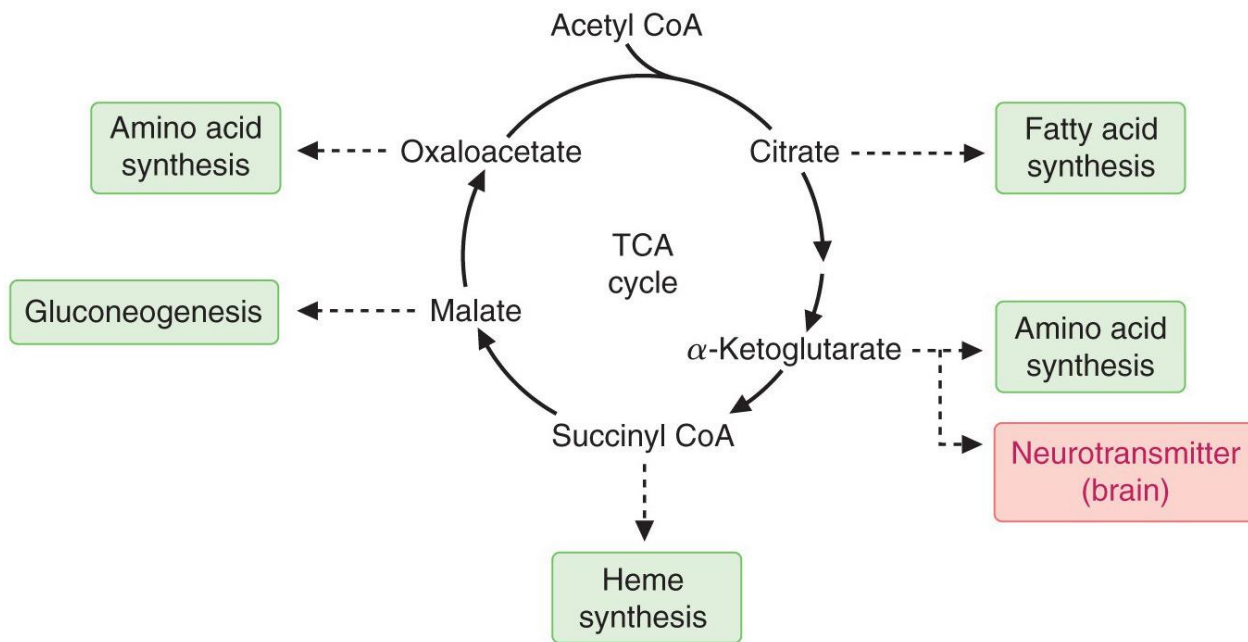 Acetyl CoA
Amino acid
synthesis
Oxaloacetate
Citrate
Fatty acid
synthesis
TCA
cycle
Gluconeogenesis
Malate
α-Ketoglutarate
Amino acid
synthesis
Succinyl CoA
Neurotransmitter
(brain)
Heme
synthesis